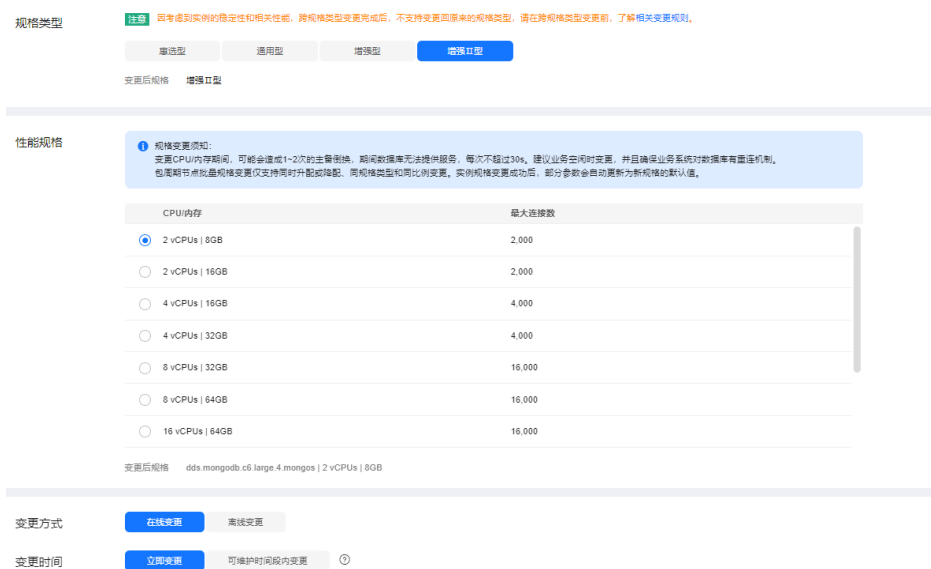 规格类型
注意 因考虑到实例的稳定性和相关性能，跨规格类型变更完成后，不支持变更回原来的规格类型，请在跨规格类型变更前，了解相关变更规则。
惠选型 通用型 增强型 增强II型
变更后规格 增强II型
性能规格
规格变更须知：
变更CPU/内存期间，可能会造成1~2次的主备倒换，期间数据库无法提供服务，每次不超过30s。建议业务空闲时变更，并且确保业务系统对数据库有重连机制。
包周期节点批量规格变更仅支持同时升配或降配、同规格类型和同比例变更。实例规格变更成功后，部分参数会自动更新为新规格的默认值。
CPU/内存 最大连接数
2 vCPUs | 8GB 2,000
2 vCPUs | 16GB 2,000
4 vCPUs | 16GB 4,000
4 vCPUs | 32GB 4,000
8 vCPUs | 32GB 16,000
8 vCPUs | 64GB 16,000
16 vCPUs | 64GB 16,000
变更后规格 dds.mongodb.c6.large.4.mongos | 2 vCPUs | 8GB
变更方式 在线变更 离线变更
变更时间 立即变更 可维护时间段内变更 ?